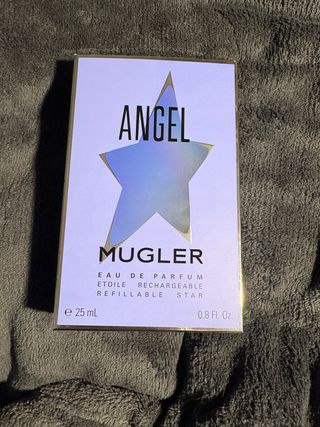 ANGEL
MUGLER
EAU DE PARFUM
ETOILE RECHARGEABLE
REFILLABLE STAR
℮ 25 mL 0.8 Fl. Oz.